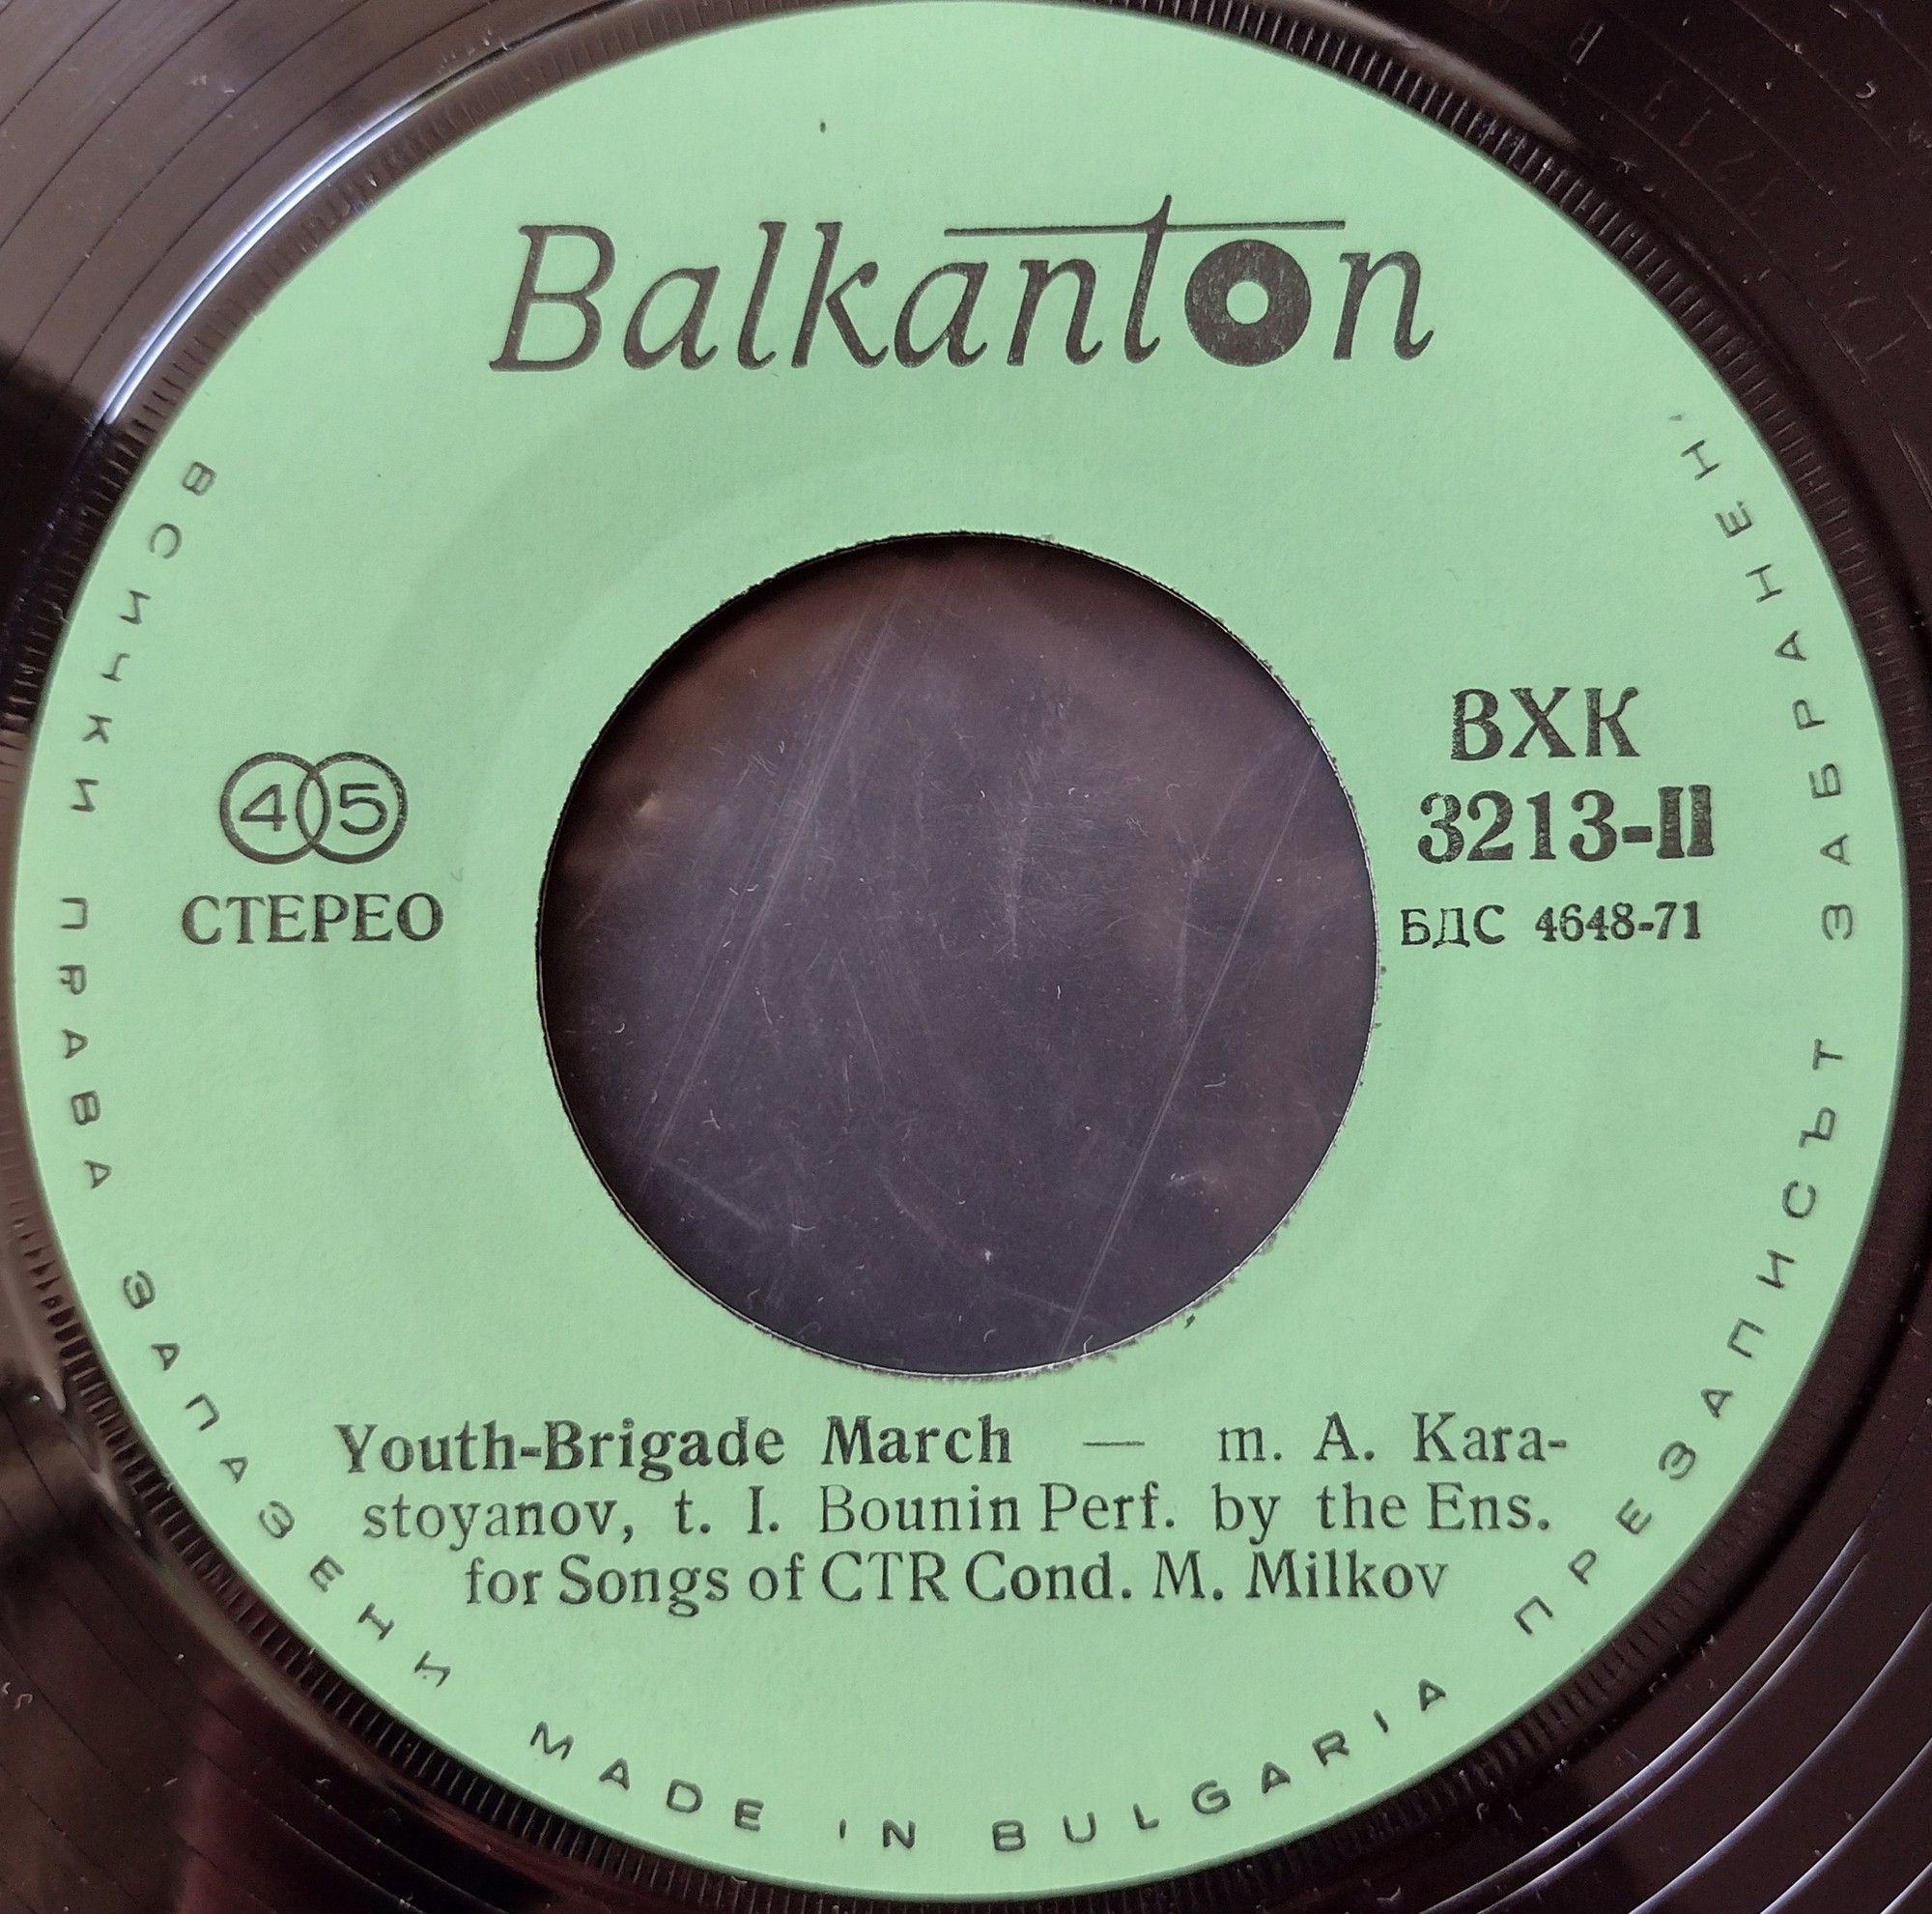 Balkanton
45
СТЕРЕО
ВХК
3213-II
БДС 4648-71
Youth-Brigade March — m. A. Kara-
stoyanov, t. I. Bounin Perf. by the Ens.
for Songs of CTR Cond. M. Milkov
ВСИЧКИ ПРАВА ЗАПАЗЕНИ MADE IN BULGARIA ПРЕЗАПИСЪТ ЗАБРАНЕН.